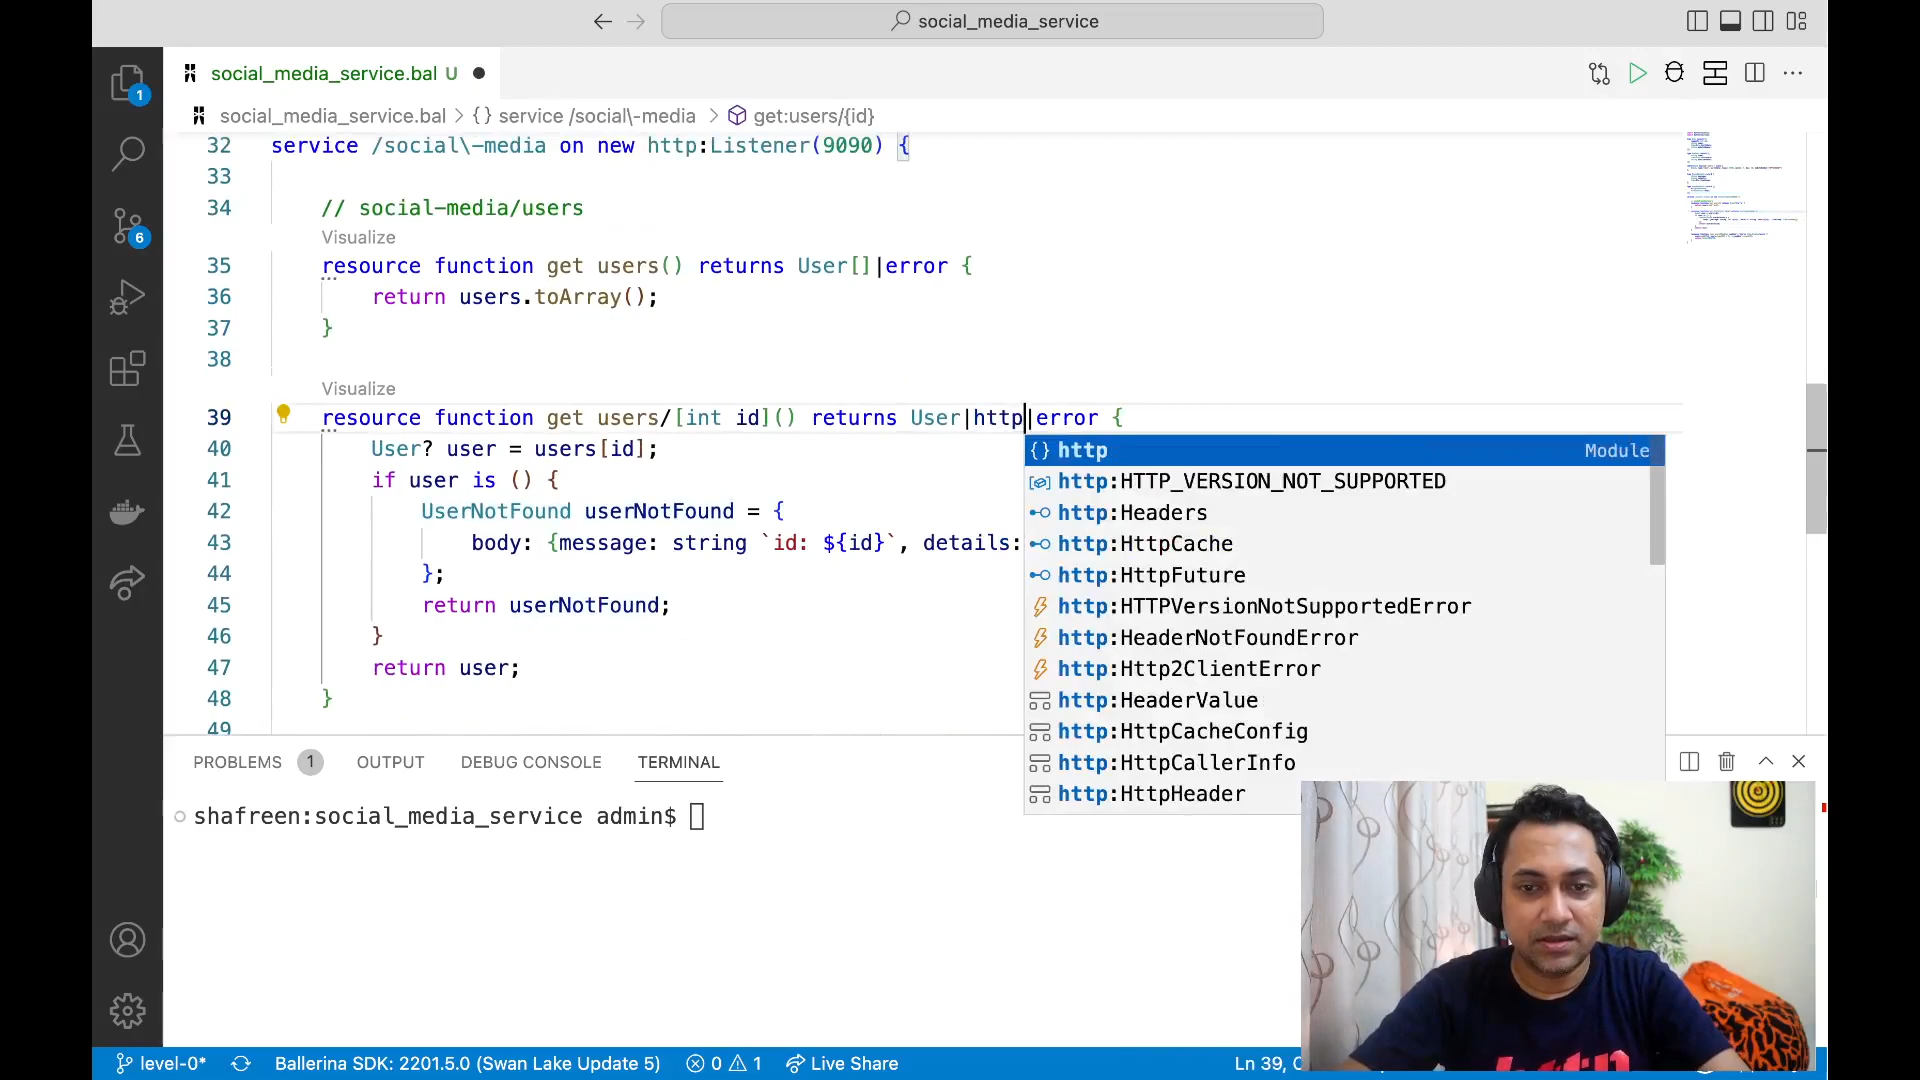 social_media_service
social_media_service.bal U
social_media_service.bal > {} service /social\-media > get:users/{id}
32 service /social\-media on new http:Listener(9090) {
33
34 // social-media/users
Visualize
35 resource function get users() returns User[]|error {
36 return users.toArray();
37 }
38
Visualize
39 resource function get users/[int id]() returns User|http|error {
40 User? user = users[id];
41 if user is () {
42 UserNotFound userNotFound = {
43 body: {message: string `id: ${id}`, details:
44 };
45 return userNotFound;
46 }
47 return user;
48 }
49
{} http Module
http:HTTP_VERSION_NOT_SUPPORTED
http:Headers
http:HttpCache
http:HttpFuture
http:HTTPVersionNotSupportedError
http:HeaderNotFoundError
http:Http2ClientError
http:HeaderValue
http:HttpCacheConfig
http:HttpCallerInfo
http:HttpHeader
1
6
PROBLEMS 1 OUTPUT DEBUG CONSOLE TERMINAL
shafreen:social_media_service admin$
level-0* Ballerina SDK: 2201.5.0 (Swan Lake Update 5) 0 1 Live Share Ln 39,